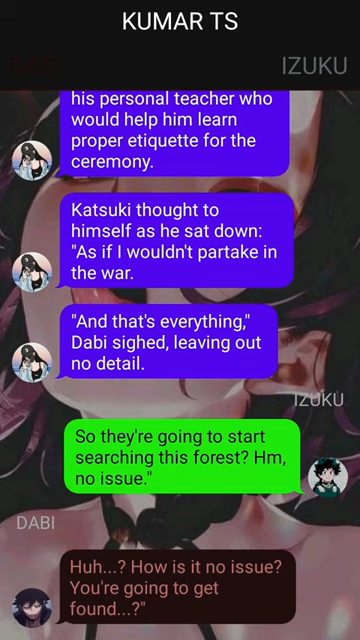 KUMAR TS
IZUKU
his personal teacher who
would help him learn
proper etiquette for the
ceremony.
Katsuki thought to
himself as he sat down:
"As if I wouldn't partake in
the war.
"And that's everything,"
Dabi sighed, leaving out
no detail.
IZUKU
So they're going to start
searching this forest? Hm,
no issue."
DABI
Huh...? How is it no issue?
You're going to get
found...?"